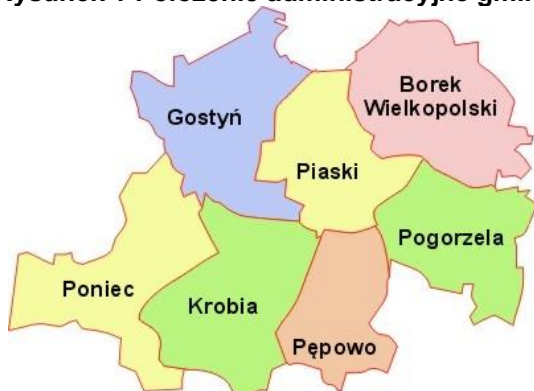 Borek
Wielkopolski
Gostyń
Piaski
Pogorzela
Poniec
Krobia
Pępowo